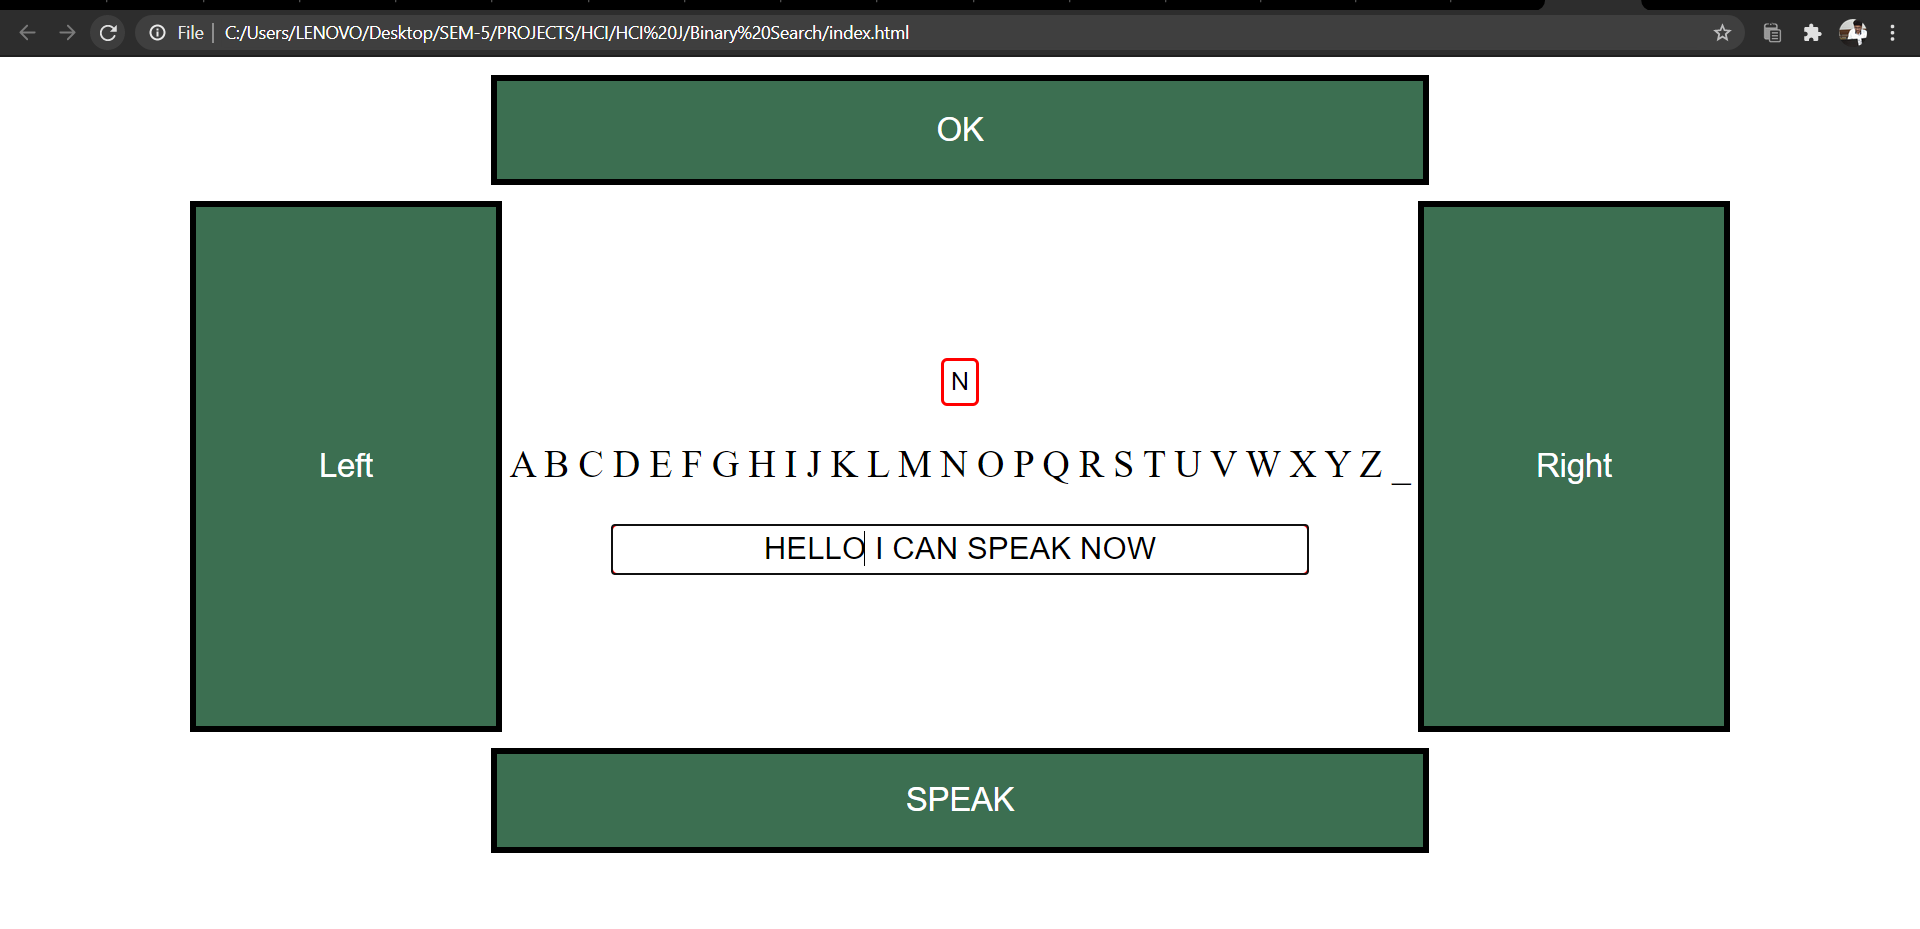 File C:/Users/LENOVO/Desktop/SEM-5/PROJECTS/HCI/HCI%20J/Binary%20Search/index.html
OK
N
Left
A B C D E F G H I J K L M N O P Q R S T U V W X Y Z _
Right
HELLO I CAN SPEAK NOW
SPEAK